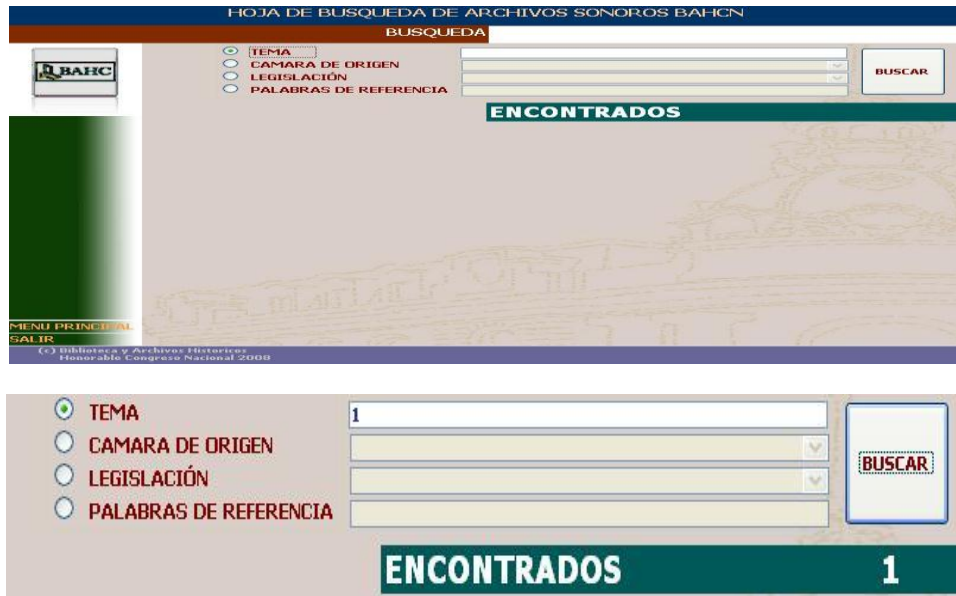 HOJA DE BUSQUEDA DE ARCHIVOS SONOROS BAHCN
BUSQUEDA
BAHC
TEMA
CAMARA DE ORIGEN
LEGISLACIÓN
PALABRAS DE REFERENCIA
BUSCAR
ENCONTRADOS
MENU PRINCIPAL
SALIR
(c) Biblioteca y Archivos Historicos
Honorable Congreso Nacional 2008
TEMA 1
CAMARA DE ORIGEN
LEGISLACIÓN
PALABRAS DE REFERENCIA
BUSCAR
ENCONTRADOS 1